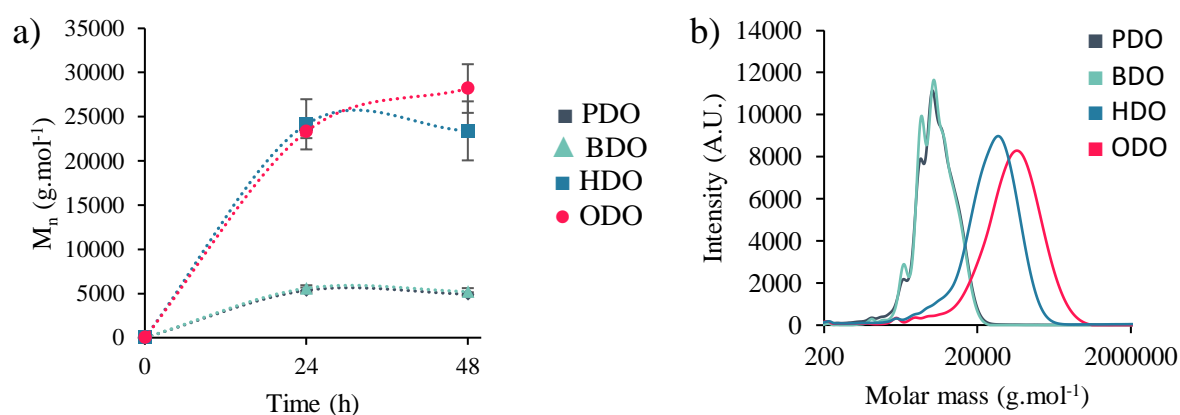 a)
M_n (g.mol⁻¹)
35000
30000
25000
20000
15000
10000
5000
0
0 24 48
Time (h)
PDO
BDO
HDO
ODO
b)
Intensity (A.U.)
14000
12000
10000
8000
6000
4000
2000
0
200 20000 2000000
Molar mass (g.mol⁻¹)
PDO
BDO
HDO
ODO